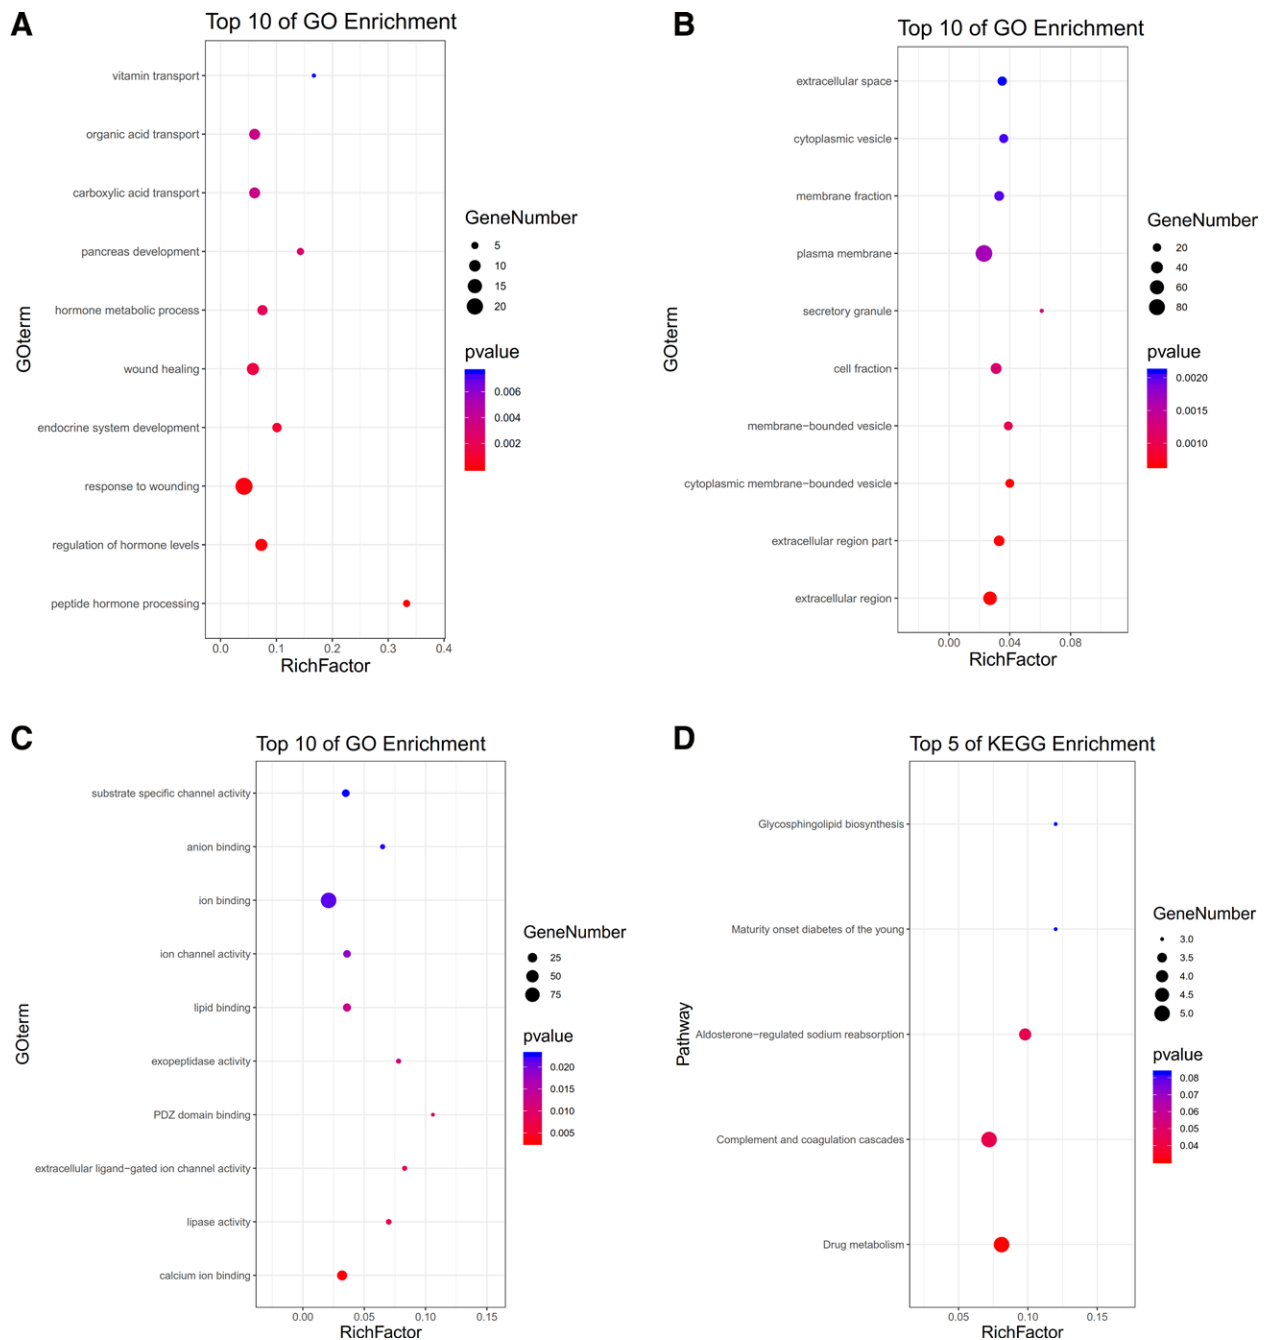 A
Top 10 of GO Enrichment
vitamin transport
organic acid transport
carboxylic acid transport
pancreas development
hormone metabolic process
wound healing
endocrine system development
response to wounding
regulation of hormone levels
peptide hormone processing
GOterm
0.0 0.1 0.2 0.3 0.4
RichFactor
GeneNumber
5
10
15
20
pvalue
0.006
0.004
0.002
B
Top 10 of GO Enrichment
extracellular space
cytoplasmic vesicle
membrane fraction
plasma membrane
secretory granule
cell fraction
membrane−bounded vesicle
cytoplasmic membrane−bounded vesicle
extracellular region part
extracellular region
GOterm
0.00 0.04 0.08
RichFactor
GeneNumber
20
40
60
80
pvalue
0.0020
0.0015
0.0010
C
Top 10 of GO Enrichment
substrate specific channel activity
anion binding
ion binding
ion channel activity
lipid binding
exopeptidase activity
PDZ domain binding
extracellular ligand−gated ion channel activity
lipase activity
calcium ion binding
GOterm
0.00 0.05 0.10 0.15
RichFactor
GeneNumber
25
50
75
pvalue
0.020
0.015
0.010
0.005
D
Top 5 of KEGG Enrichment
Glycosphingolipid biosynthesis
Maturity onset diabetes of the young
Aldosterone−regulated sodium reabsorption
Complement and coagulation cascades
Drug metabolism
Pathway
0.05 0.10 0.15
RichFactor
GeneNumber
3.0
3.5
4.0
4.5
5.0
pvalue
0.08
0.07
0.06
0.05
0.04